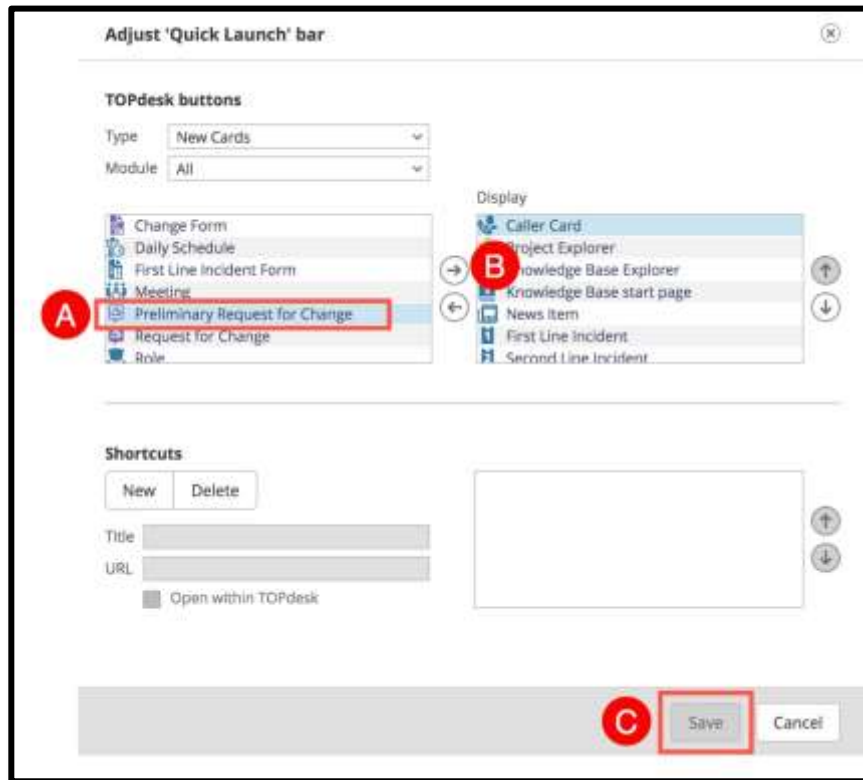 Adjust 'Quick Launch' bar
TOPdesk buttons
Type New Cards
Module All
Display
Change Form
Daily Schedule
First Line Incident Form
Meeting
A
Preliminary Request for Change
Request for Change
Role
B
Caller Card
Project Explorer
Knowledge Base Explorer
Knowledge Base start page
News Item
First Line Incident
Second Line Incident
Shortcuts
New Delete
Title
URL
Open within TOPdesk
C Save Cancel